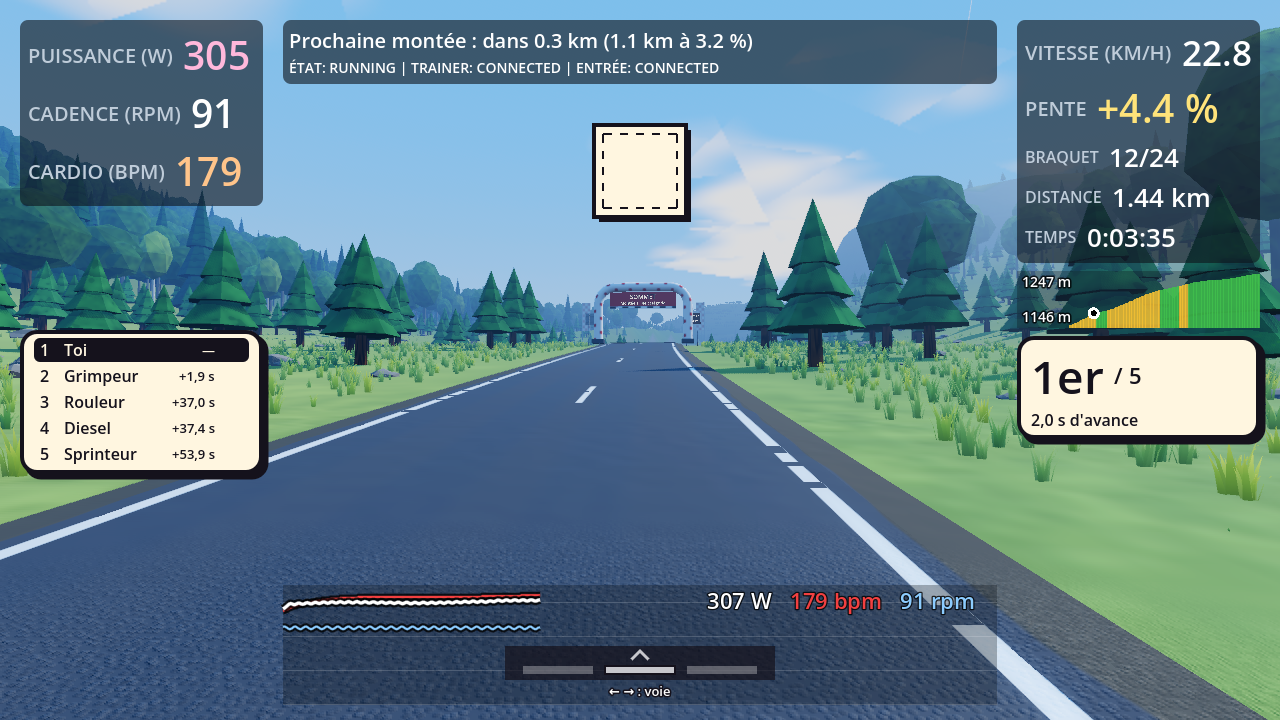 PUISSANCE (W) 305
CADENCE (RPM) 91
CARDIO (BPM) 179
Prochaine montée : dans 0.3 km (1.1 km à 3.2 %)
ÉTAT: RUNNING | TRAINER: CONNECTED | ENTRÉE: CONNECTED
VITESSE (KM/H) 22.8
PENTE +4.4 %
BRAQUET 12/24
DISTANCE 1.44 km
TEMPS 0:03:35
1247 m
1146 m
1er / 5
2,0 s d'avance
1 Toi —
2 Grimpeur +1,9 s
3 Rouleur +37,0 s
4 Diesel +37,4 s
5 Sprinteur +53,9 s
307 W 179 bpm 91 rpm
← → : voie